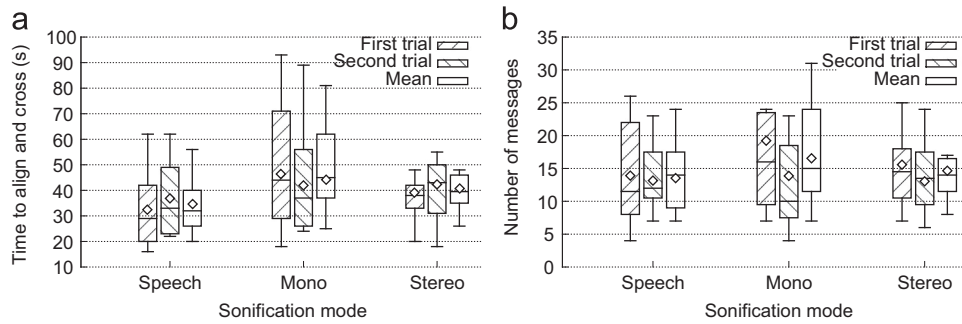 a
Time to align and cross (s)
100
90
80
70
60
50
40
30
20
10
First trial
Second trial
Mean
Speech
Mono
Stereo
Sonification mode
b
Number of messages
35
30
25
20
15
10
5
0
First trial
Second trial
Mean
Speech
Mono
Stereo
Sonification mode